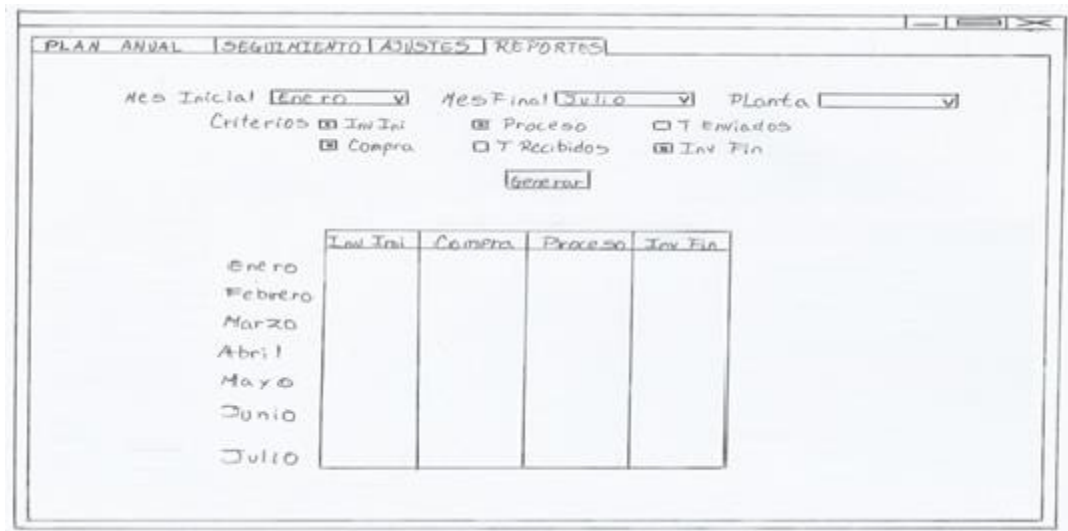 PLAN ANUAL SEGUIMIENTO AJUSTES REPORTES
Mes Inicial Enero v Mes Final Julio v Planta v
Criterios Inv Ini Proceso T Enviados
Compra T Recibidos Inv Fin
Generar
Inv Ini Compra Proceso Inv Fin
Enero
Febrero
Marzo
Abril
Mayo
Junio
Julio